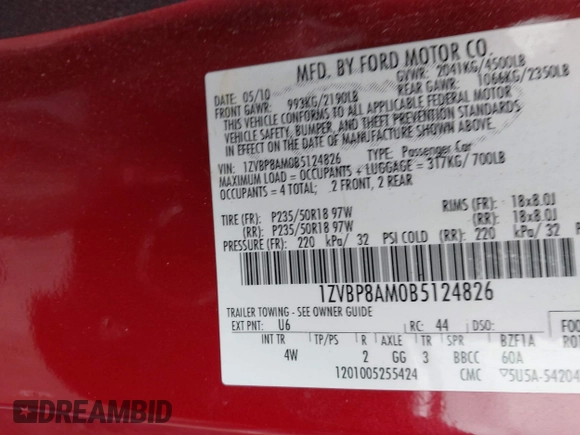 MFD. BY FORD MOTOR CO.
DATE: 05/10 GVWR: 2041KG/4500LB
FRONT GAWR: 993KG/2190LB REAR GAWR: 1066KG/2350LB
THIS VEHICLE CONFORMS TO ALL APPLICABLE FEDERAL MOTOR
VEHICLE SAFETY, BUMPER, AND THEFT PREVENTION STANDARDS
IN EFFECT ON THE DATE OF MANUFACTURE SHOWN ABOVE.
VIN: 1ZVBP8AM0B5124826 TYPE: Passenger Car
MAXIMUM LOAD = OCCUPANTS + LUGGAGE = 317KG/700LB
OCCUPANTS = 4 TOTAL; 2 FRONT, 2 REAR
TIRE (FR): P235/50R18 97W RIMS (FR): 18x8.0J
(RR): P235/50R18 97W (RR): 18x8.0J
PRESSURE (FR): 220 kPa/ 32 PSI COLD (RR): 220 kPa/ 32
1ZVBP8AM0B5124826
TRAILER TOWING - SEE OWNER GUIDE
EXT PNT: U6 RC: 44 DSO: FOO
INT TR TP/PS R AXLE TR SPR BZF1A
4W 2 GG 3 BBCC 60A
1201005255424 CMC 5U5A-54204
DREAMBID